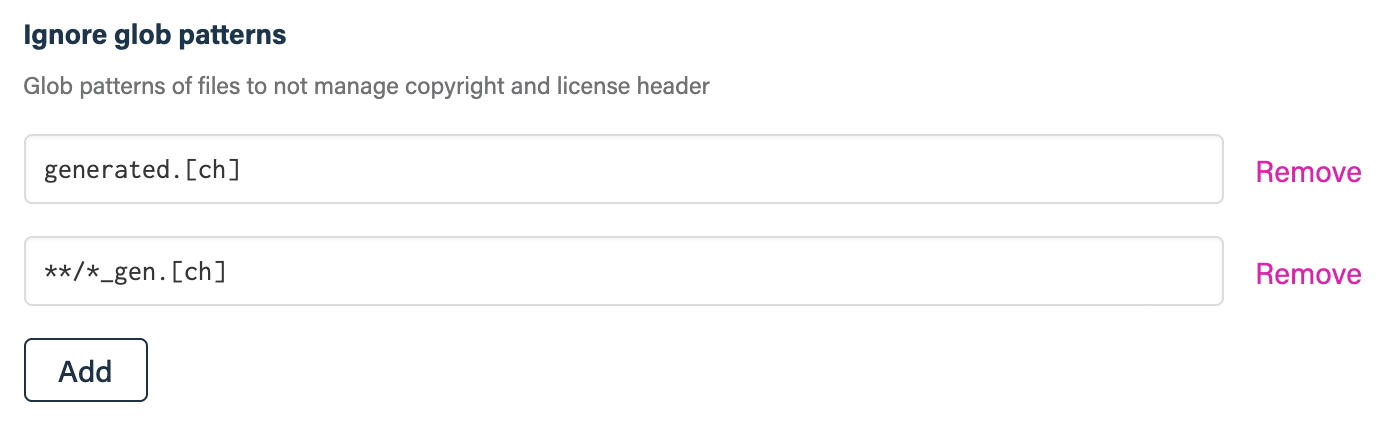 Ignore glob patterns
Glob patterns of files to not manage copyright and license header
generated.[ch]
Remove
**/*_gen.[ch]
Remove
Add